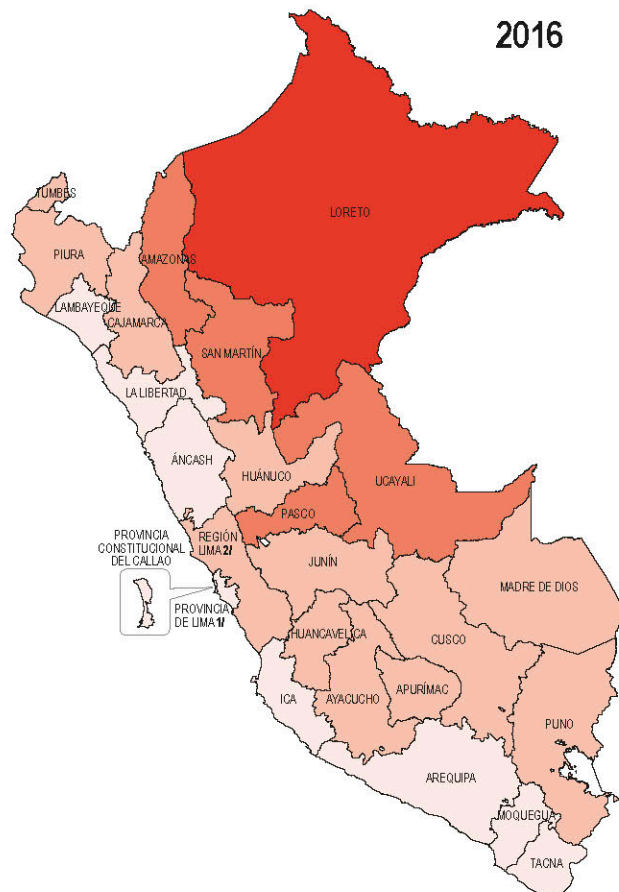 2016
LORETO
TUMBES
PIURA
AMAZONAS
LAMBAYEQUE
CAJAMARCA
SAN MARTÍN
LA LIBERTAD
ÁNCASH
HUÁNUCO
UCAYALI
PASCO
PROVINCIA
CONSTITUCIONAL
DEL CALLAO
REGIÓN
LIMA 2/
JUNÍN
MADRE DE DIOS
PROVINCIA
DE LIMA 1/
HUANCAVELICA
CUSCO
ICA
AYACUCHO
APURÍMAC
PUNO
AREQUIPA
MOQUEGUA
TACNA